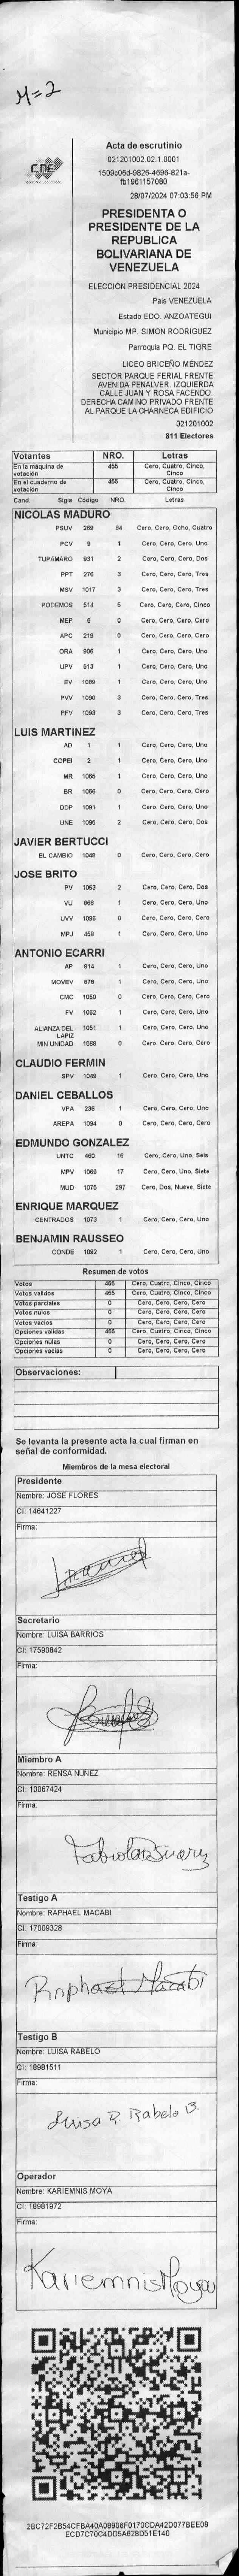 M=2
CNE
Acta de escrutinio
021201002.02.1.0001
1509c06d-9826-4696-821a-
fb1961157080
28/07/2024 07:03:56 PM
PRESIDENTA O
PRESIDENTE DE LA
REPUBLICA
BOLIVARIANA DE
VENEZUELA
ELECCIÓN PRESIDENCIAL 2024
Pais VENEZUELA
Estado EDO. ANZOATEGUI
Municipio MP. SIMON RODRIGUEZ
Parroquia PQ. EL TIGRE
LICEO BRICEÑO MÉNDEZ
SECTOR PARQUE FERIAL FRENTE
AVENIDA PENALVER. IZQUIERDA
CALLE JUAN Y ROSA FACENDO.
DERECHA CAMINO PRIVADO FRENTE
AL PARQUE LA CHARNECA EDIFICIO
021201002
811 Electores
Votantes NRO. Letras
En la máquina de votación 455 Cero, Cuatro, Cinco, Cinco
En el cuaderno de votación 455 Cero, Cuatro, Cinco, Cinco
Cand. Sigla Código NRO. Letras
NICOLAS MADURO
PSUV 269 84 Cero, Cero, Ocho, Cuatro
PCV 9 1 Cero, Cero, Cero, Uno
TUPAMARO 931 2 Cero, Cero, Cero, Dos
PPT 276 3 Cero, Cero, Cero, Tres
MSV 1017 3 Cero, Cero, Cero, Tres
PODEMOS 514 5 Cero, Cero, Cero, Cinco
MEP 6 0 Cero, Cero, Cero, Cero
APC 219 0 Cero, Cero, Cero, Cero
ORA 906 1 Cero, Cero, Cero, Uno
UPV 513 1 Cero, Cero, Cero, Uno
EV 1089 1 Cero, Cero, Cero, Uno
PVV 1090 3 Cero, Cero, Cero, Tres
PFV 1093 3 Cero, Cero, Cero, Tres
LUIS MARTINEZ
AD 1 1 Cero, Cero, Cero, Uno
COPEI 2 1 Cero, Cero, Cero, Uno
MR 1065 1 Cero, Cero, Cero, Uno
BR 1066 0 Cero, Cero, Cero, Cero
DDP 1091 1 Cero, Cero, Cero, Uno
UNE 1095 2 Cero, Cero, Cero, Dos
JAVIER BERTUCCI
EL CAMBIO 1048 0 Cero, Cero, Cero, Cero
JOSE BRITO
PV 1053 2 Cero, Cero, Cero, Dos
VU 868 1 Cero, Cero, Cero, Uno
UVV 1096 0 Cero, Cero, Cero, Cero
MPJ 458 1 Cero, Cero, Cero, Uno
ANTONIO ECARRI
AP 814 1 Cero, Cero, Cero, Uno
MOVEV 878 1 Cero, Cero, Cero, Uno
CMC 1050 0 Cero, Cero, Cero, Cero
FV 1062 1 Cero, Cero, Cero, Uno
ALIANZA DEL LAPIZ 1051 1 Cero, Cero, Cero, Uno
MIN UNIDAD 1068 0 Cero, Cero, Cero, Cero
CLAUDIO FERMIN
SPV 1049 1 Cero, Cero, Cero, Uno
DANIEL CEBALLOS
VPA 236 1 Cero, Cero, Cero, Uno
AREPA 1094 0 Cero, Cero, Cero, Cero
EDMUNDO GONZALEZ
UNTC 460 16 Cero, Cero, Uno, Seis
MPV 1069 17 Cero, Cero, Uno, Siete
MUD 1075 297 Cero, Dos, Nueve, Siete
ENRIQUE MARQUEZ
CENTRADOS 1073 1 Cero, Cero, Cero, Uno
BENJAMIN RAUSSEO
CONDE 1092 1 Cero, Cero, Cero, Uno
Resumen de votos
Votos 455 Cero, Cuatro, Cinco, Cinco
Votos validos 455 Cero, Cuatro, Cinco, Cinco
Votos parciales 0 Cero, Cero, Cero, Cero
Votos nulos 0 Cero, Cero, Cero, Cero
Votos vacios 0 Cero, Cero, Cero, Cero
Opciones validas 455 Cero, Cuatro, Cinco, Cinco
Opciones nulas 0 Cero, Cero, Cero, Cero
Opciones vacias 0 Cero, Cero, Cero, Cero
Observaciones:
Se levanta la presente acta la cual firman en
señal de conformidad.
Miembros de la mesa electoral
Presidente
Nombre: JOSE FLORES
CI: 14641227
Firma:
Secretario
Nombre: LUISA BARRIOS
CI: 17590842
Firma:
Miembro A
Nombre: RENSA NUNEZ
CI: 10067424
Firma:
Testigo A
Nombre: RAPHAEL MACABI
CI: 17009328
Firma:
Raphael Macabi
Testigo B
Nombre: LUISA RABELO
CI: 18981511
Firma:
Luisa R. Rabelo B.
Operador
Nombre: KARIEMNIS MOYA
CI: 18981972
Firma:
Kariemnis Moya
2BC72F2B54CFBA40A08906F0170CDA42D077BEE08
ECD7C70C4DD5A628D51E140